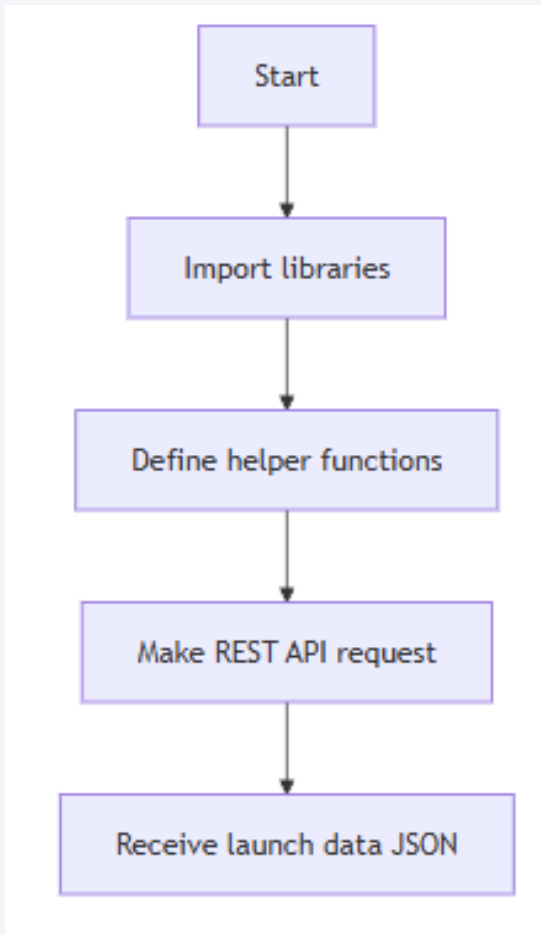 Start
Import libraries
Define helper functions
Make REST API request
Receive launch data JSON